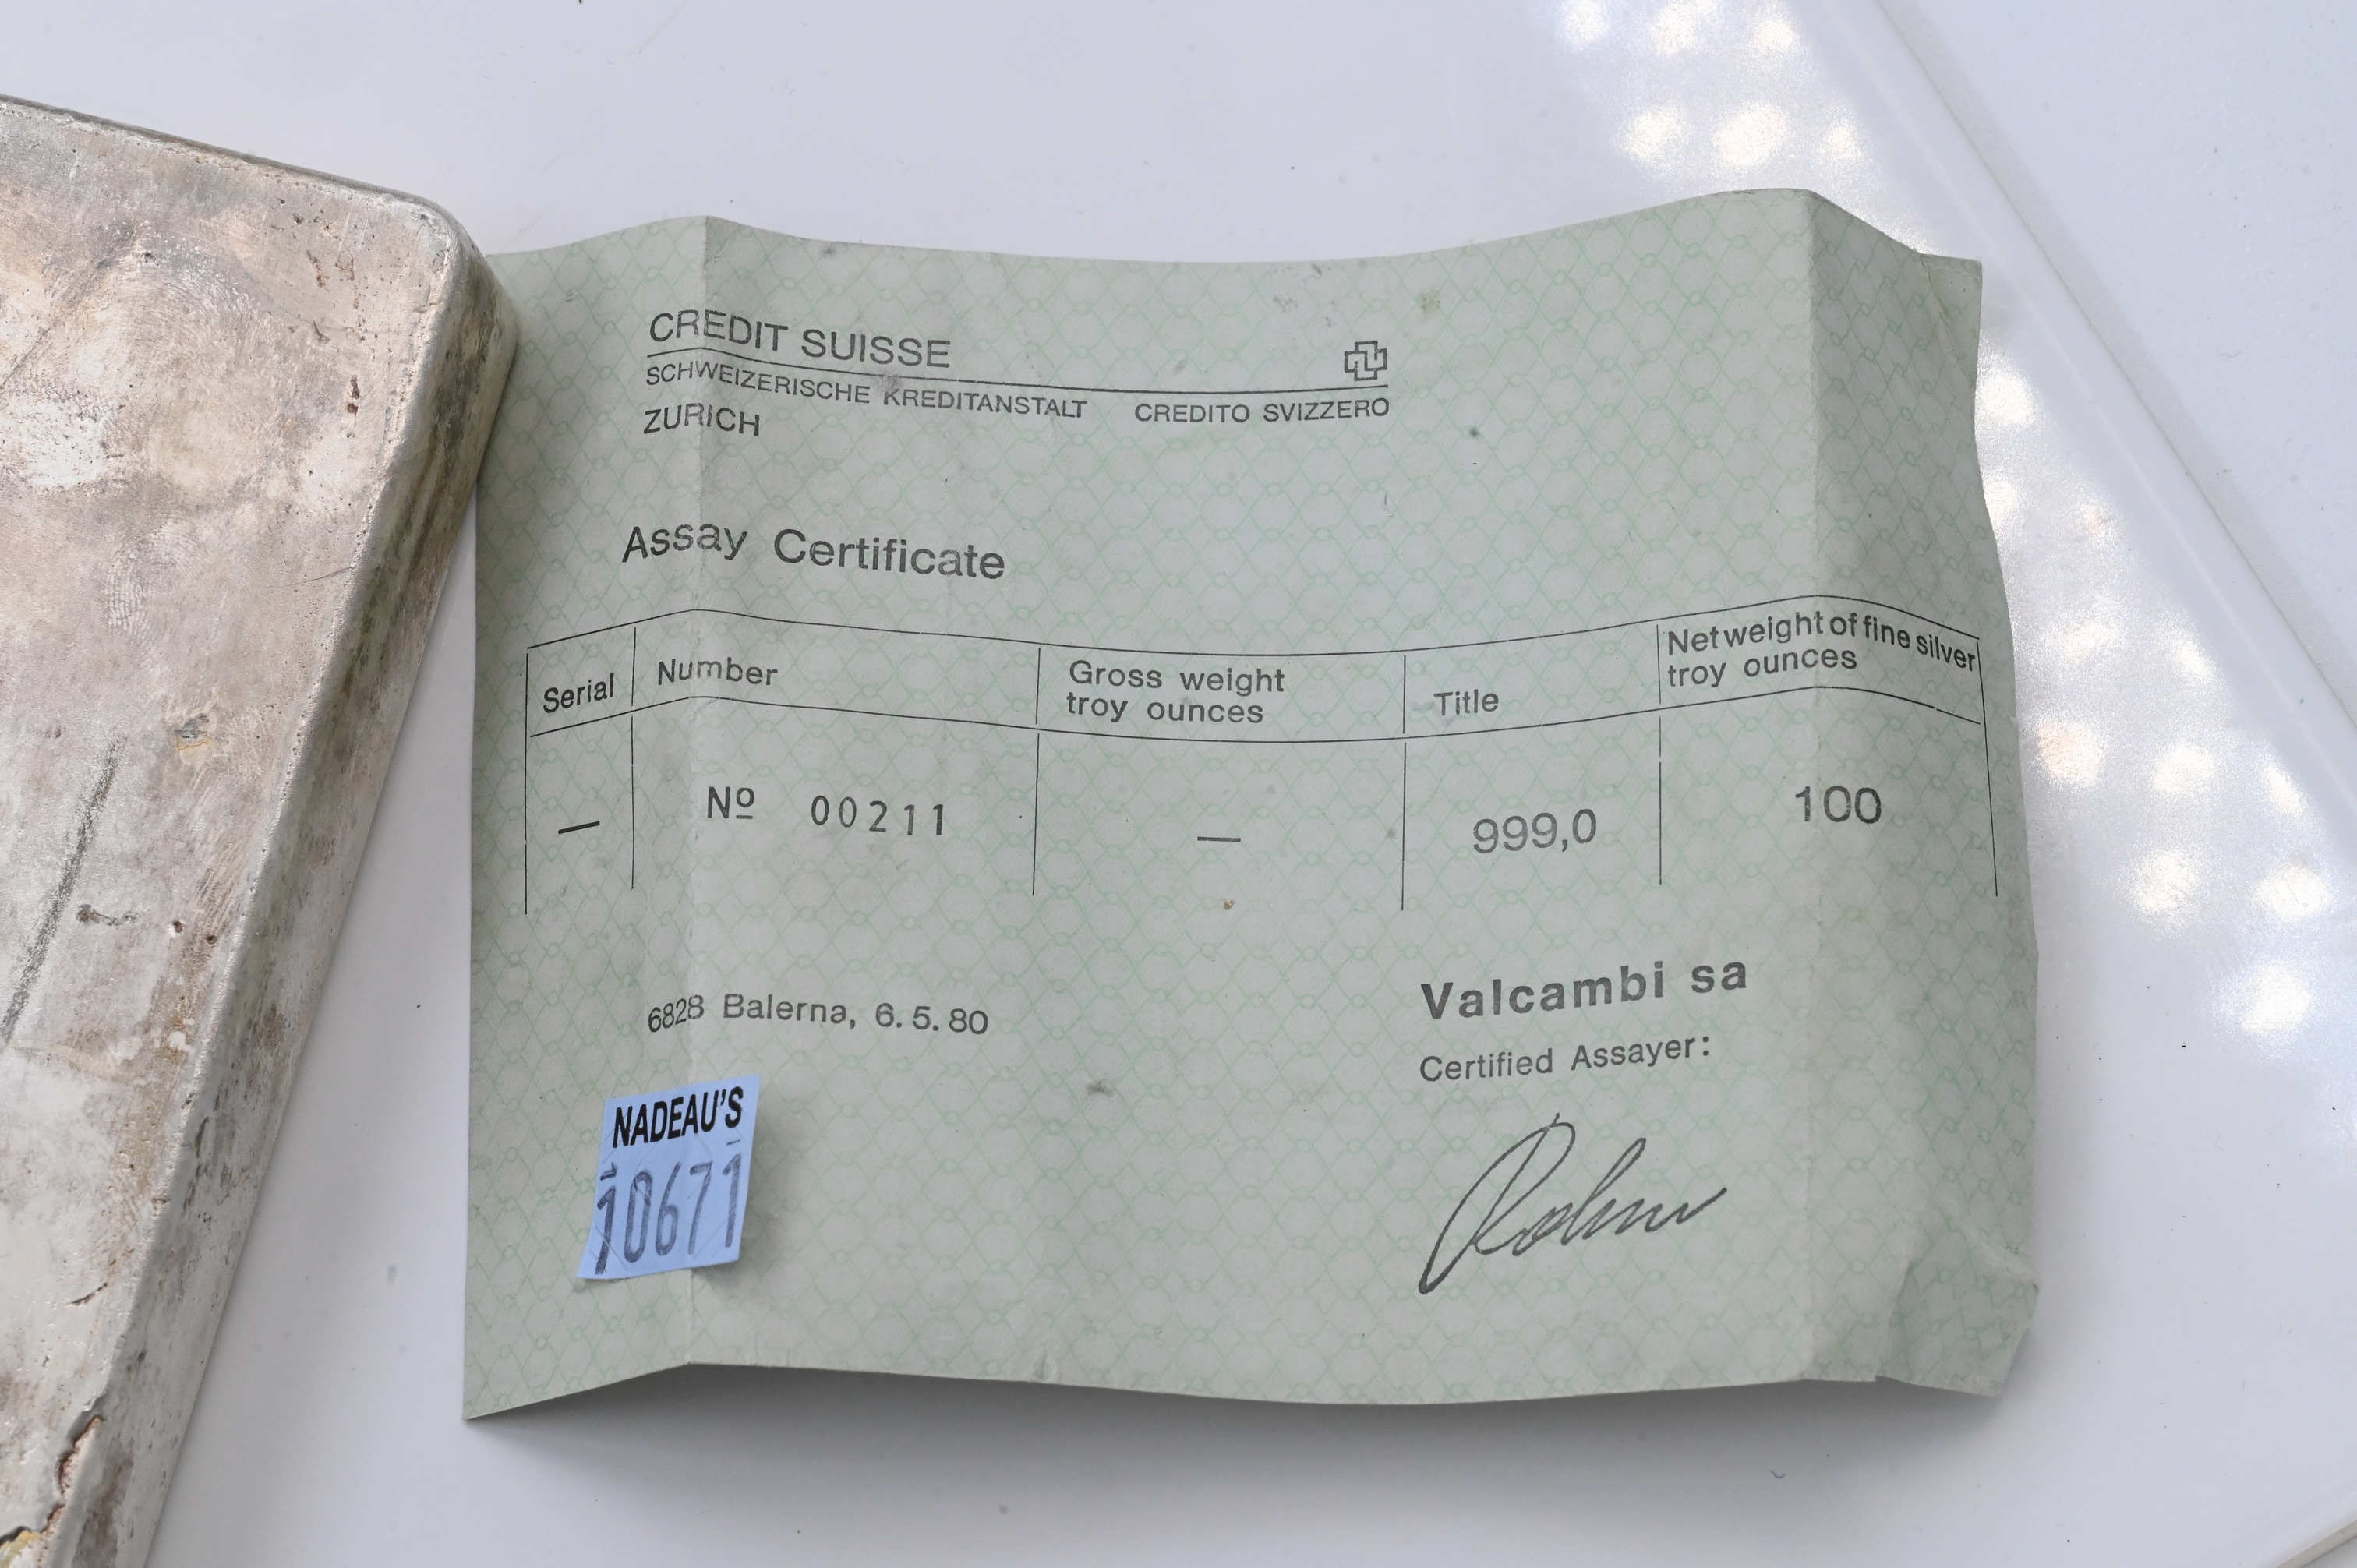 CREDIT SUISSE
SCHWEIZERISCHE KREDITANSTALT CREDITO SVIZZERO
ZURICH
Assay Certificate
Serial Number Gross weight troy ounces Title Net weight of fine silver troy ounces
— Nº 00211 — 999,0 100
6828 Balerna, 6.5.80
Valcambi sa
Certified Assayer:
NADEAU'S
10671